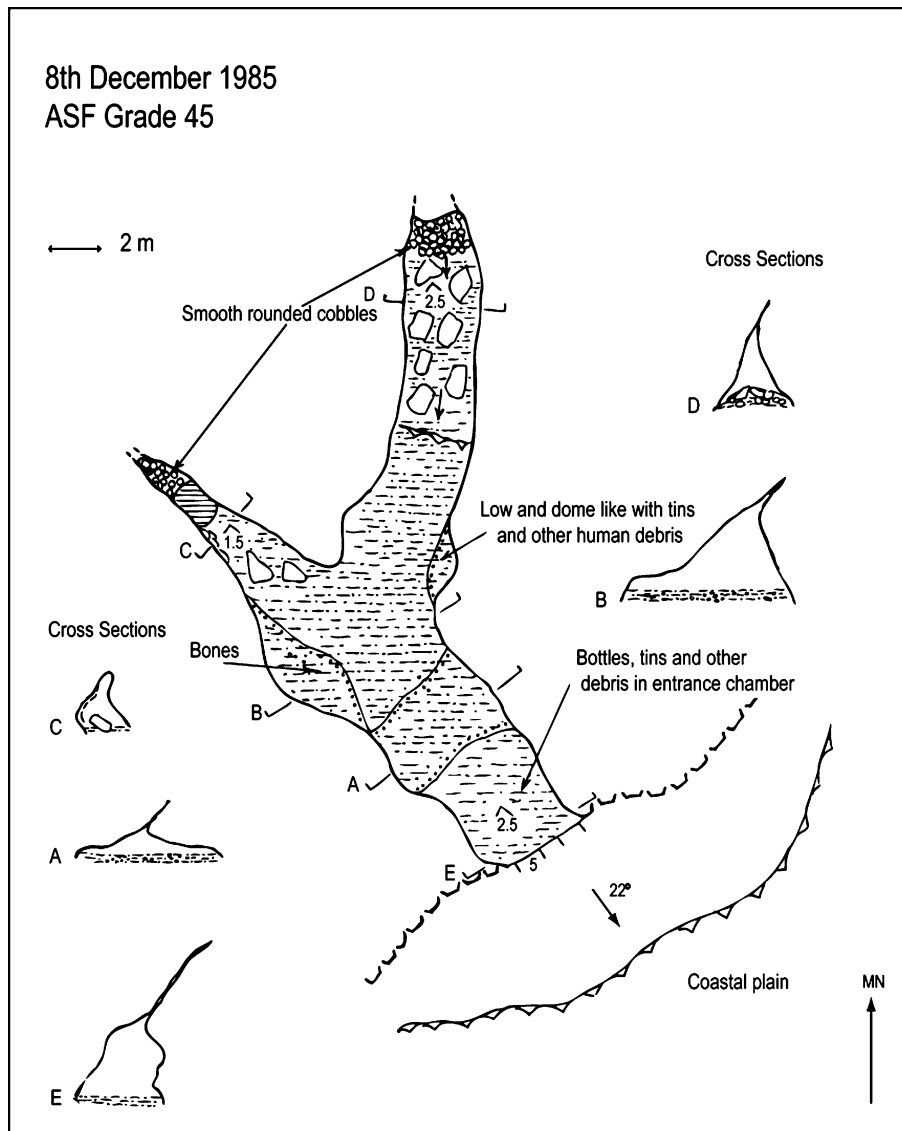 8th December 1985
ASF Grade 45
2 m
Cross Sections
D
2.5
Smooth rounded cobbles
D
Low and dome like with tins
and other human debris
1.5
C
B
Cross Sections
Bones
Bottles, tins and other
debris in entrance chamber
B
C
A
2.5
A
E
5
22º
Coastal plain
MN
E